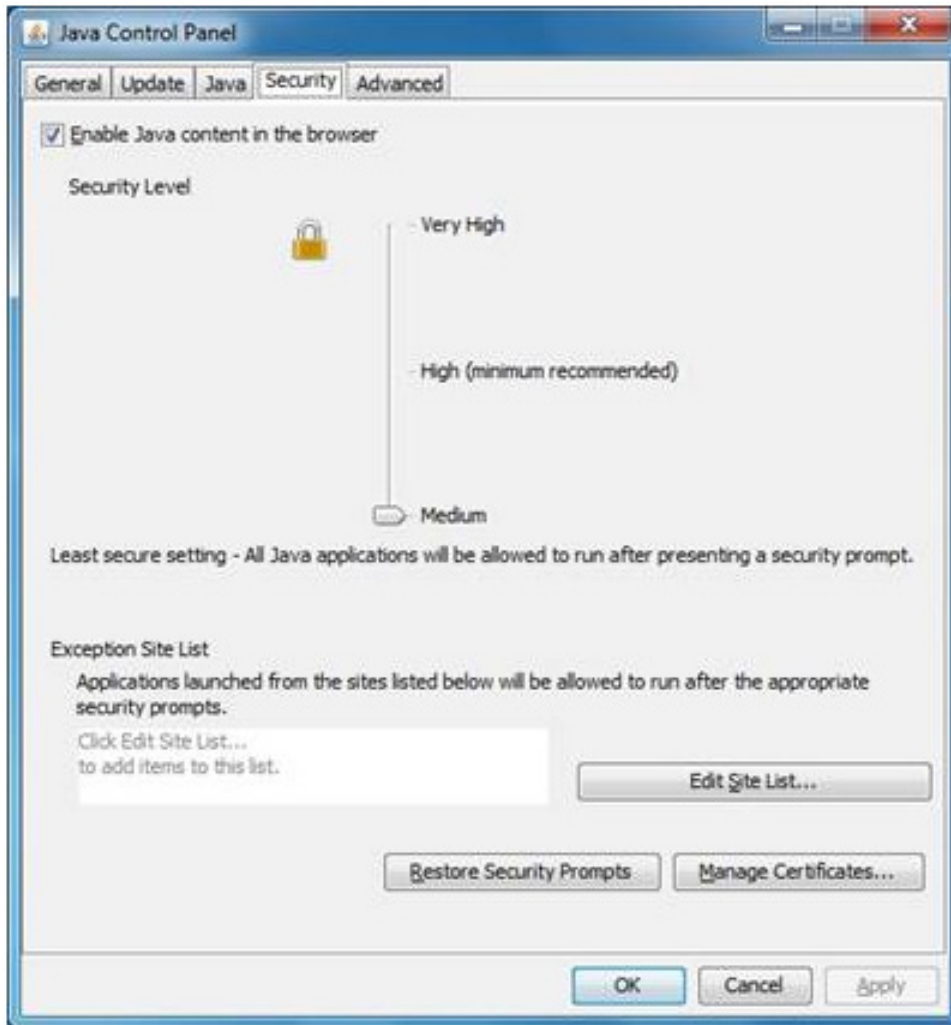 Java Control Panel
General Update Java Security Advanced
Enable Java content in the browser
Security Level
Very High
High (minimum recommended)
Medium
Least secure setting - All Java applications will be allowed to run after presenting a security prompt.
Exception Site List
Applications launched from the sites listed below will be allowed to run after the appropriate
security prompts.
Click Edit Site List...
to add items to this list.
Edit Site List...
Restore Security Prompts Manage Certificates...
OK Cancel Apply